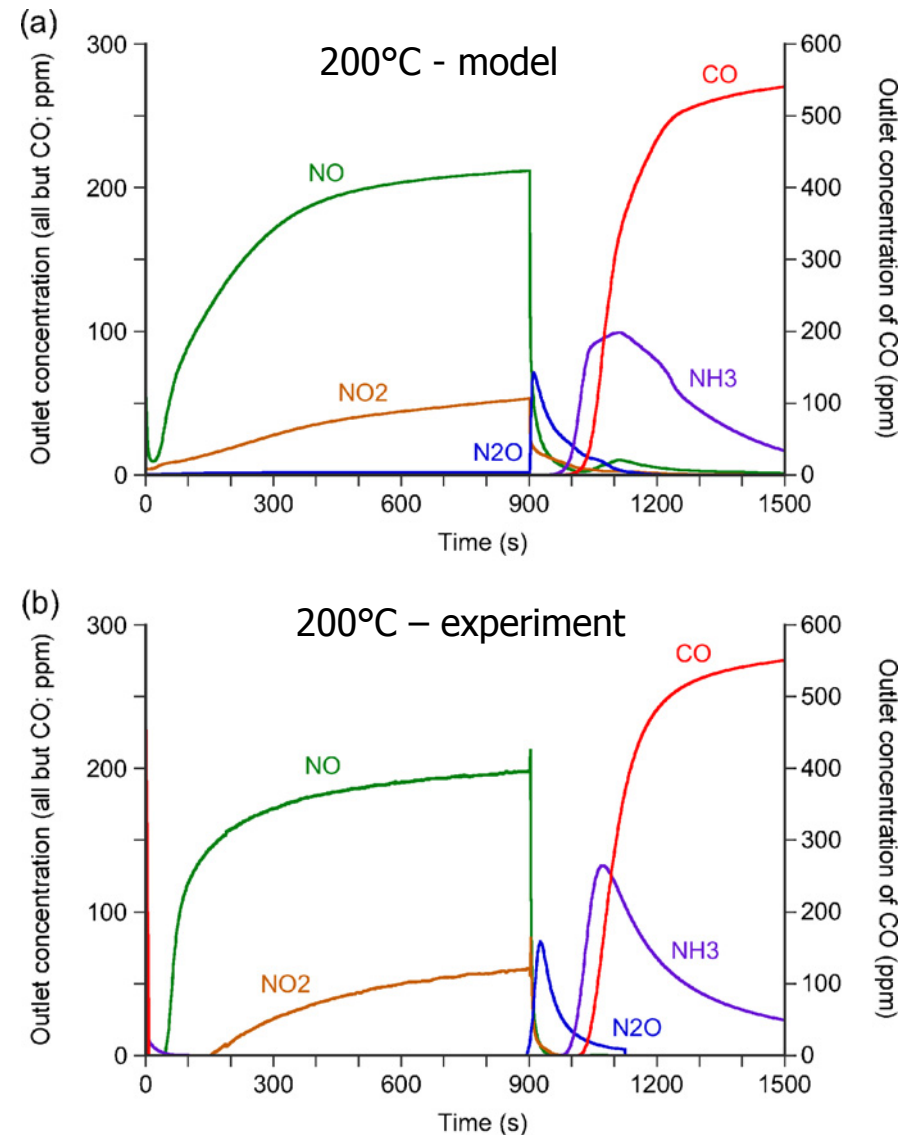 (a)
200°C - model
Outlet concentration (all but CO; ppm)
Outlet concentration of CO (ppm)
300
200
100
0
600
500
400
300
200
100
0
CO
NO
NH3
NO2
N2O
0 300 600 900 1200 1500
Time (s)
(b)
200°C – experiment
Outlet concentration (all but CO; ppm)
Outlet concentration of CO (ppm)
300
200
100
0
600
500
400
300
200
100
0
CO
NO
NH3
NO2
N2O
0 300 600 900 1200 1500
Time (s)